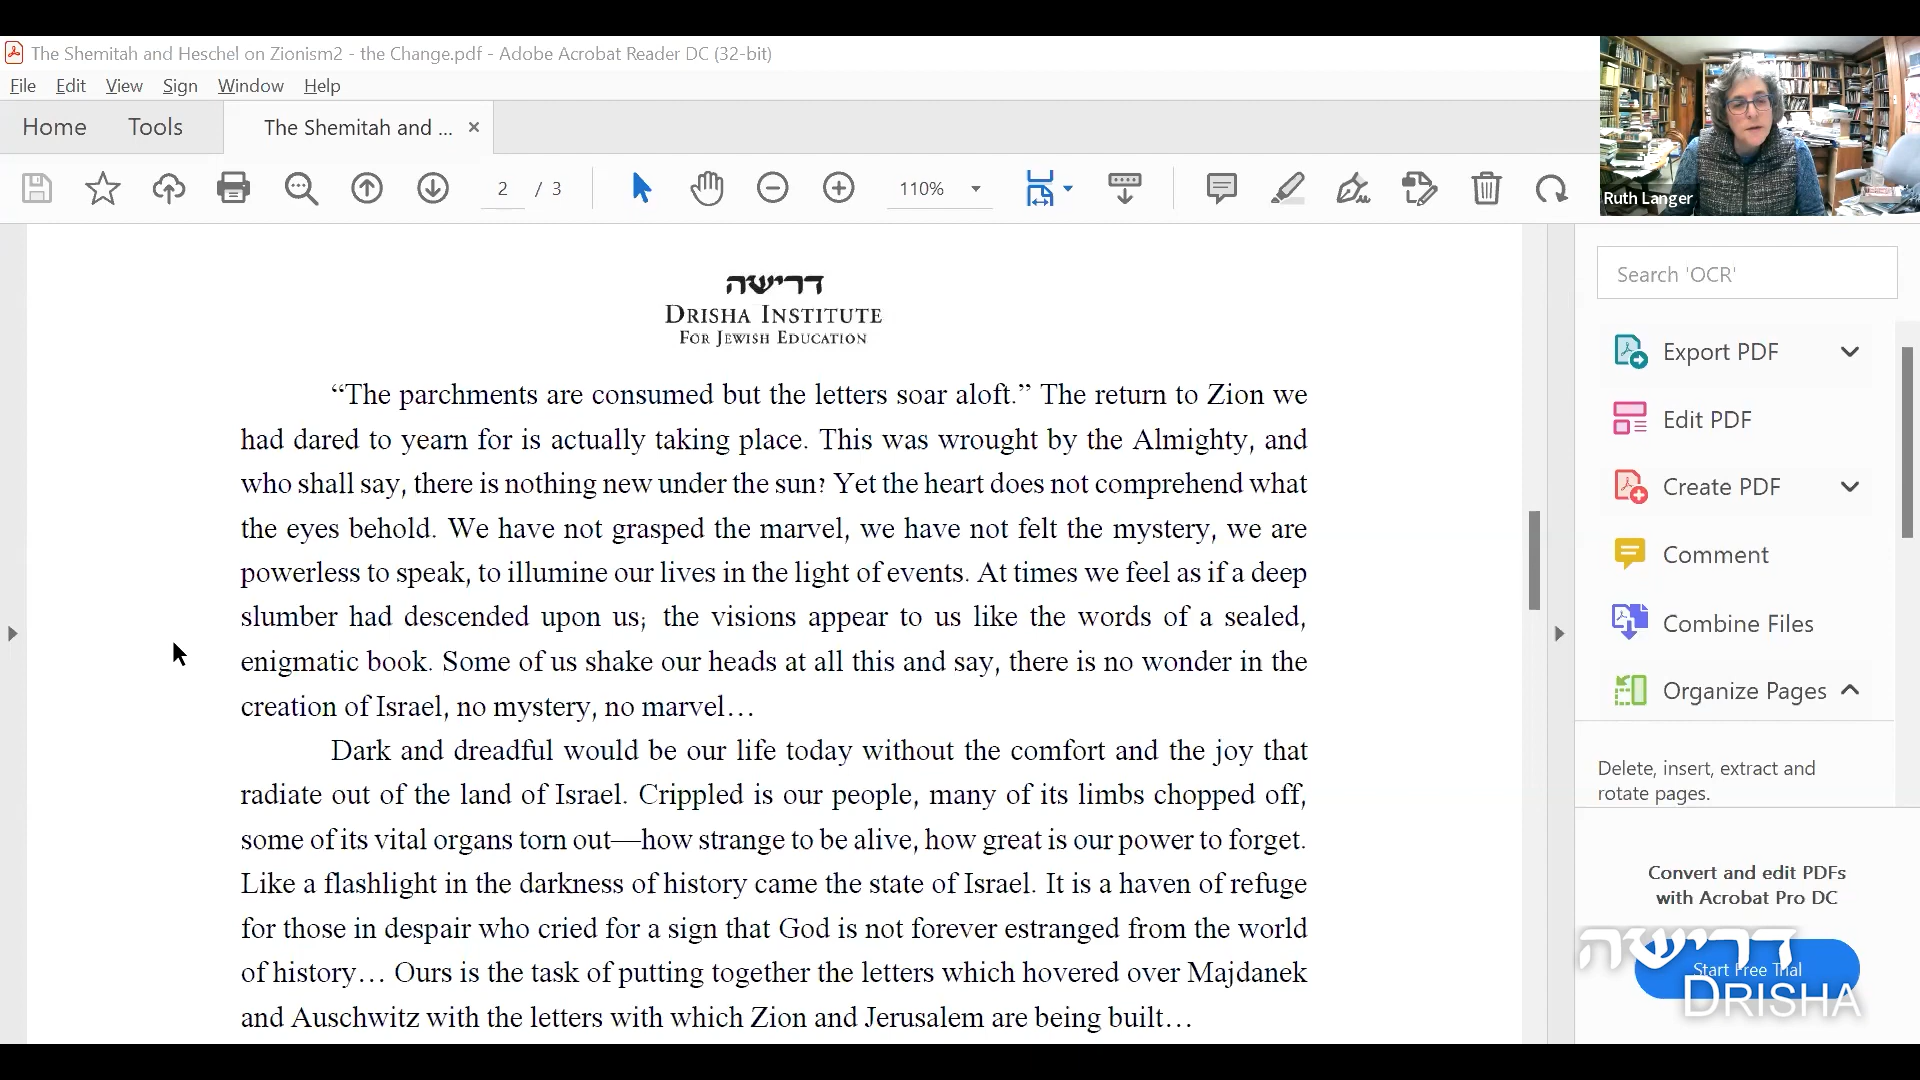 The Shemitah and Heschel on Zionism2 - the Change.pdf - Adobe Acrobat Reader DC (32-bit)
File Edit View Sign Window Help
Home Tools The Shemitah and ... ×
2 / 3 110%
Ruth Langer
דרישה
DRISHA INSTITUTE
FOR JEWISH EDUCATION
“The parchments are consumed but the letters soar aloft.” The return to Zion we
had dared to yearn for is actually taking place. This was wrought by the Almighty, and
who shall say, there is nothing new under the sun? Yet the heart does not comprehend what
the eyes behold. We have not grasped the marvel, we have not felt the mystery, we are
powerless to speak, to illumine our lives in the light of events. At times we feel as if a deep
slumber had descended upon us; the visions appear to us like the words of a sealed,
enigmatic book. Some of us shake our heads at all this and say, there is no wonder in the
creation of Israel, no mystery, no marvel…
Dark and dreadful would be our life today without the comfort and the joy that
radiate out of the land of Israel. Crippled is our people, many of its limbs chopped off,
some of its vital organs torn out—how strange to be alive, how great is our power to forget.
Like a flashlight in the darkness of history came the state of Israel. It is a haven of refuge
for those in despair who cried for a sign that God is not forever estranged from the world
of history… Ours is the task of putting together the letters which hovered over Majdanek
and Auschwitz with the letters with which Zion and Jerusalem are being built…
Search 'OCR'
Export PDF
Edit PDF
Create PDF
Comment
Combine Files
Organize Pages
Delete, insert, extract and
rotate pages.
Convert and edit PDFs
with Acrobat Pro DC
Start Free Trial
דרישה
DRISHA